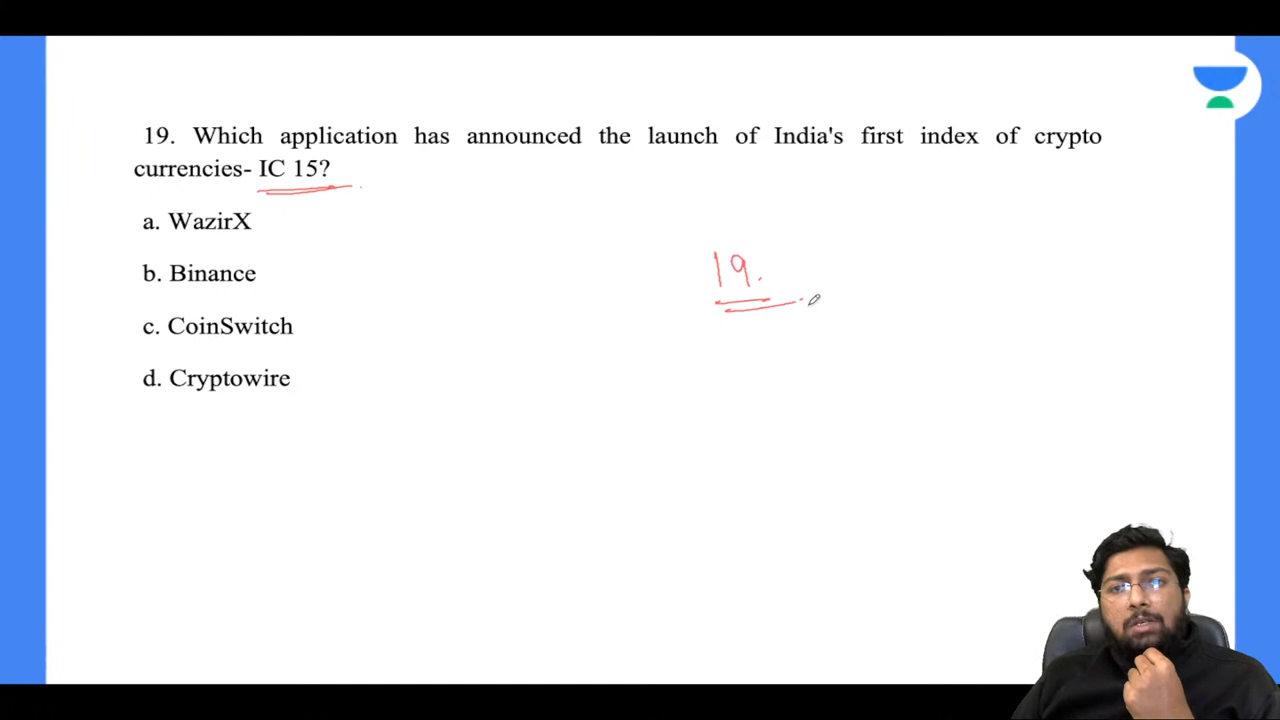 19. Which application has announced the launch of India's first index of crypto
currencies- IC 15?
a. WazirX
b. Binance
19.
c. CoinSwitch
d. Cryptowire